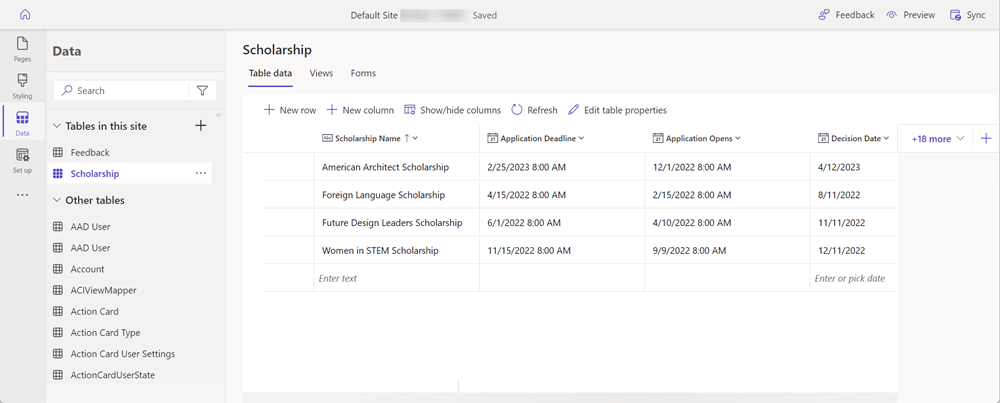 Default Site Saved
Feedback
Preview
Sync
Pages
Styling
Data
Set up
Data
Search
Tables in this site
Feedback
Scholarship
Other tables
AAD User
AAD User
Account
ACIViewMapper
Action Card
Action Card Type
Action Card User Settings
ActionCardUserState
Scholarship
Table data Views Forms
New row New column Show/hide columns Refresh Edit table properties
Abc Scholarship Name 21 Application Deadline 21 Application Opens 21 Decision Date +18 more
American Architect Scholarship 2/25/2023 8:00 AM 12/1/2022 8:00 AM 4/12/2023
Foreign Language Scholarship 4/15/2022 8:00 AM 2/15/2022 8:00 AM 8/11/2022
Future Design Leaders Scholarship 6/1/2022 8:00 AM 4/10/2022 8:00 AM 11/11/2022
Women in STEM Scholarship 11/15/2022 8:00 AM 9/9/2022 8:00 AM 12/11/2022
Enter text Enter or pick date